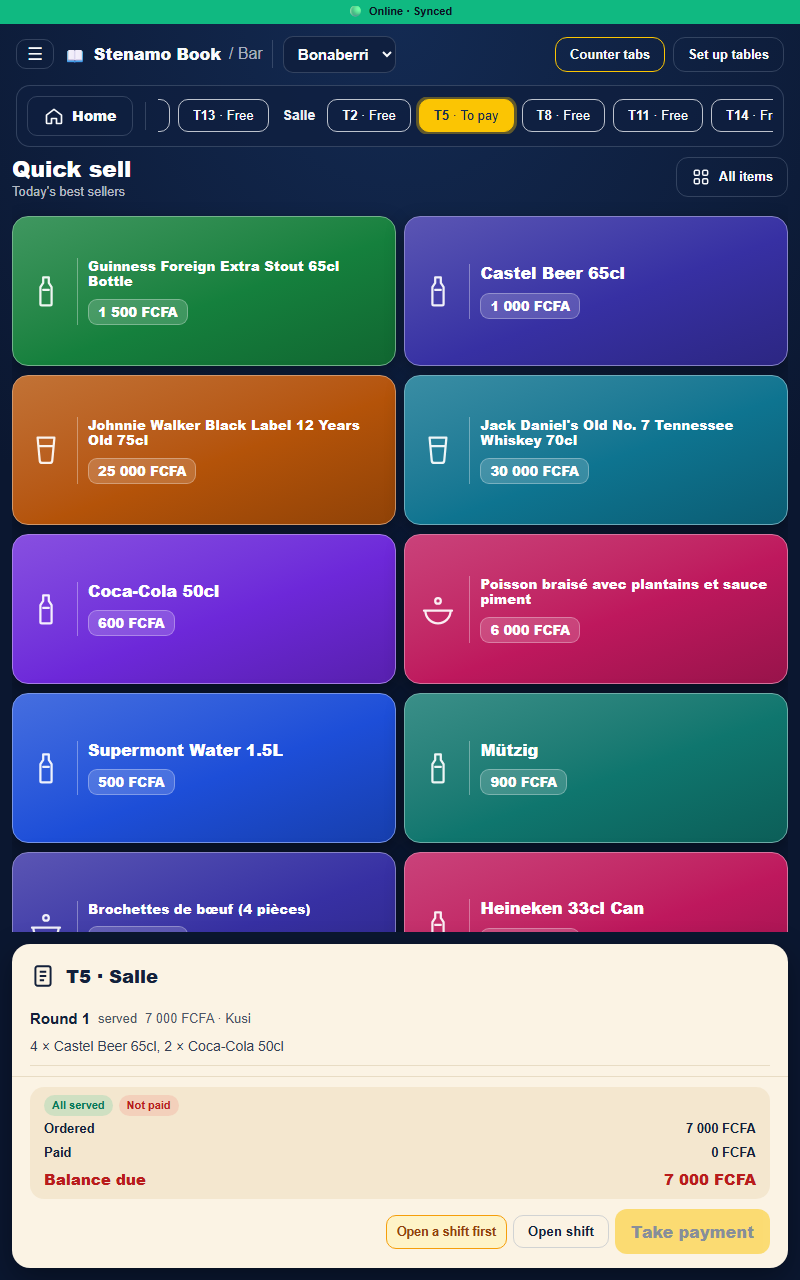 Online · Synced
☰ 📖 Stenamo Book / Bar Bonaberri Counter tabs Set up tables
Home T13 · Free Salle T2 · Free T5 · To pay T8 · Free T11 · Free T14 · Fr
Quick sell
Today's best sellers
All items
Guinness Foreign Extra Stout 65cl
Bottle
1 500 FCFA
Castel Beer 65cl
1 000 FCFA
Johnnie Walker Black Label 12 Years
Old 75cl
25 000 FCFA
Jack Daniel's Old No. 7 Tennessee
Whiskey 70cl
30 000 FCFA
Coca-Cola 50cl
600 FCFA
Poisson braisé avec plantains et sauce
piment
6 000 FCFA
Supermont Water 1.5L
500 FCFA
Mützig
900 FCFA
Brochettes de bœuf (4 pièces)
Heineken 33cl Can
T5 · Salle
Round 1 served 7 000 FCFA · Kusi
4 × Castel Beer 65cl, 2 × Coca-Cola 50cl
All served Not paid
Ordered 7 000 FCFA
Paid 0 FCFA
Balance due 7 000 FCFA
Open a shift first Open shift Take payment